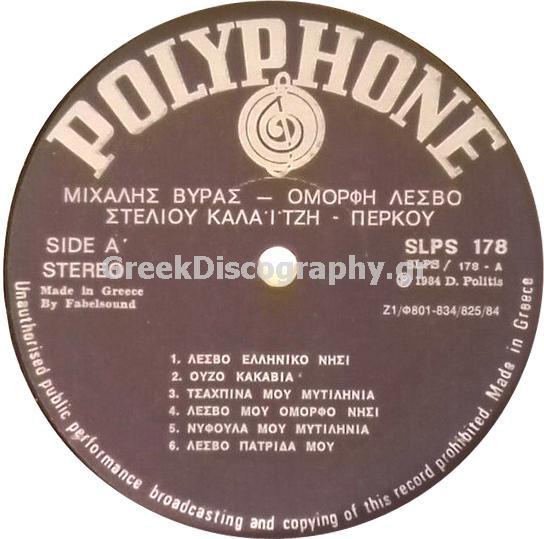 POLYPHONE
ΜΙΧΑΛΗΣ ΒΥΡΑΣ — ΟΜΟΡΦΗ ΛΕΣΒΟ
ΣΤΕΛΙΟΥ ΚΑΛΑΪΤΖΗ - ΠΕΡΚΟΥ
SIDE A΄
STEREO
Made in Greece
By Fabelsound
SLPS 178
SLPS / 178 - A
℗ 1984 D. Politis
Ζ1/Φ801-834/825/84
GreekDiscography.gr
1. ΛΕΣΒΟ ΕΛΛΗΝΙΚΟ ΝΗΣΙ
2. ΟΥΖΟ ΚΑΚΑΒΙΑ
3. ΤΣΑΧΠΙΝΑ ΜΟΥ ΜΥΤΙΛΗΝΙΑ
4. ΛΕΣΒΟ ΜΟΥ ΟΜΟΡΦΟ ΝΗΣΙ
5. ΝΥΦΟΥΛΑ ΜΟΥ ΜΥΤΙΛΗΝΙΑ
6. ΛΕΣΒΟ ΠΑΤΡΙΔΑ ΜΟΥ
Unauthorised public performance broadcasting and copying of this record prohibited. Made in Greece